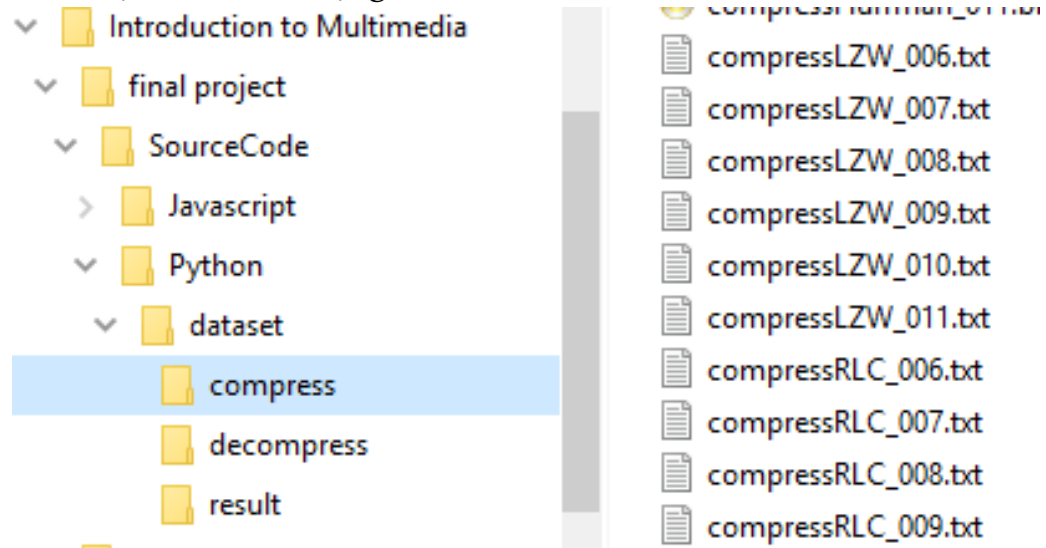 Introduction to Multimedia
final project
SourceCode
Javascript
Python
dataset
compress
decompress
result
compressLZW_006.txt
compressLZW_007.txt
compressLZW_008.txt
compressLZW_009.txt
compressLZW_010.txt
compressLZW_011.txt
compressRLC_006.txt
compressRLC_007.txt
compressRLC_008.txt
compressRLC_009.txt